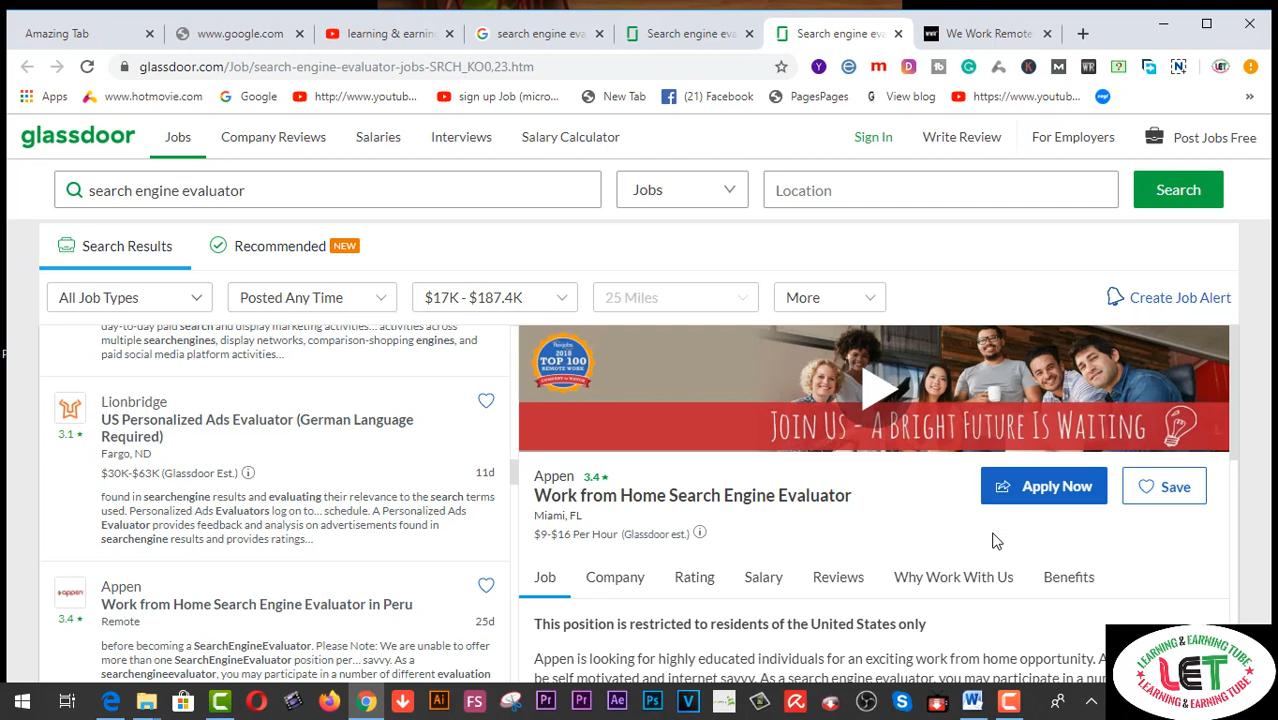 Amazing Tab
www.google.com
learning & earnin
search engine eva
Search engine eva
Search engine eva
We Work Remote
glassdoor.com/Job/search-engine-evaluator-jobs-SRCH_KO0,23.htm
Apps
www.hotmovie.com
Google
http://www.youtub...
sign up Job (micro...
New Tab
(21) Facebook
PagesPages
View blog
https://www.youtub...
glassdoor
Jobs
Company Reviews
Salaries
Interviews
Salary Calculator
Sign In
Write Review
For Employers
Post Jobs Free
search engine evaluator
Jobs
Location
Search
Search Results
Recommended NEW
All Job Types
Posted Any Time
$17K - $187.4K
25 Miles
More
Create Job Alert
day-to-day paid search and display marketing activities... activities across
multiple searchengines, display networks, comparison-shopping engines, and
paid social media platform activities...
Lionbridge
3.1 ★
US Personalized Ads Evaluator (German Language
Required)
Fargo, ND
$30K-$63K (Glassdoor Est.)
11d
found in searchengine results and evaluating their relevance to the search terms
used. Personalized Ads Evaluators log on to... schedule. A Personalized Ads
Evaluator provides feedback and analysis on advertisements found in
searchengine results and provides ratings...
appen
Appen
3.4 ★
Work from Home Search Engine Evaluator in Peru
Remote
25d
before becoming a SearchEngineEvaluator. Please Note: We are unable to offer
more than one SearchEngineEvaluator position per... savvy. As a
searchengineevaluator, you may participate in a number of different evaluation
2018
TOP 100
REMOTE WORK
JOIN US - A BRIGHT FUTURE IS WAITING
Appen 3.4 ★
Work from Home Search Engine Evaluator
Miami, FL
$9-$16 Per Hour (Glassdoor est.)
Apply Now
Save
Job
Company
Rating
Salary
Reviews
Why Work With Us
Benefits
This position is restricted to residents of the United States only
Appen is looking for highly educated individuals for an exciting work from home opportunity. A
be self motivated and internet savvy. As a search engine evaluator, you may participate in a num
LEARNING & EARNING TUBE
LET
LEARNING & EARNING TUBE